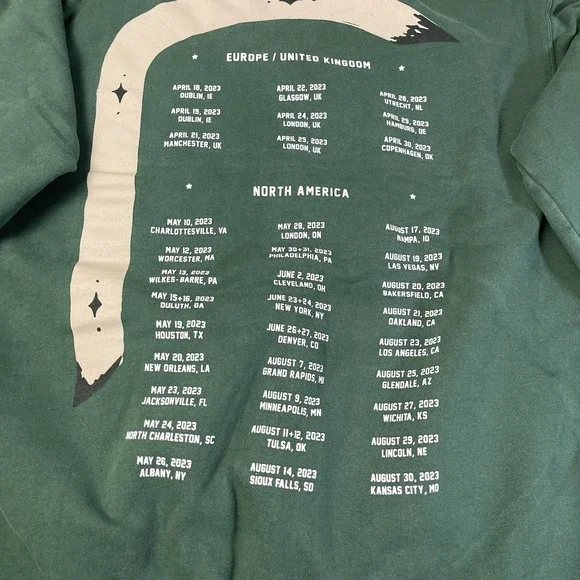 EUROPE / UNITED KINGDOM
APRIL 18, 2023
DUBLIN, IE
APRIL 19, 2023
DUBLIN, IE
APRIL 21, 2023
MANCHESTER, UK
APRIL 22, 2023
GLASGOW, UK
APRIL 24, 2023
LONDON, UK
APRIL 25, 2023
LONDON, UK
APRIL 28, 2023
UTRECHT, NL
APRIL 29, 2023
HAMBURG, DE
APRIL 30, 2023
COPENHAGEN, DK
NORTH AMERICA
MAY 10, 2023
CHARLOTTESVILLE, VA
MAY 12, 2023
WORCESTER, MA
MAY 13, 2023
WILKES-BARRE, PA
MAY 15+16, 2023
DULUTH, GA
MAY 19, 2023
HOUSTON, TX
MAY 20, 2023
NEW ORLEANS, LA
MAY 23, 2023
JACKSONVILLE, FL
MAY 24, 2023
NORTH CHARLESTON, SC
MAY 26, 2023
ALBANY, NY
MAY 28, 2023
LONDON, ON
MAY 30+31, 2023
PHILADELPHIA, PA
JUNE 2, 2023
CLEVELAND, OH
JUNE 23+24, 2023
NEW YORK, NY
JUNE 26+27, 2023
DENVER, CO
AUGUST 7, 2023
GRAND RAPIDS, MI
AUGUST 9, 2023
MINNEAPOLIS, MN
AUGUST 11+12, 2023
TULSA, OK
AUGUST 14, 2023
SIOUX FALLS, SD
AUGUST 17, 2023
NAMPA, ID
AUGUST 19, 2023
LAS VEGAS, NV
AUGUST 20, 2023
BAKERSFIELD, CA
AUGUST 21, 2023
OAKLAND, CA
AUGUST 23, 2023
LOS ANGELES, CA
AUGUST 25, 2023
GLENDALE, AZ
AUGUST 27, 2023
WICHITA, KS
AUGUST 29, 2023
LINCOLN, NE
AUGUST 30, 2023
KANSAS CITY, MO